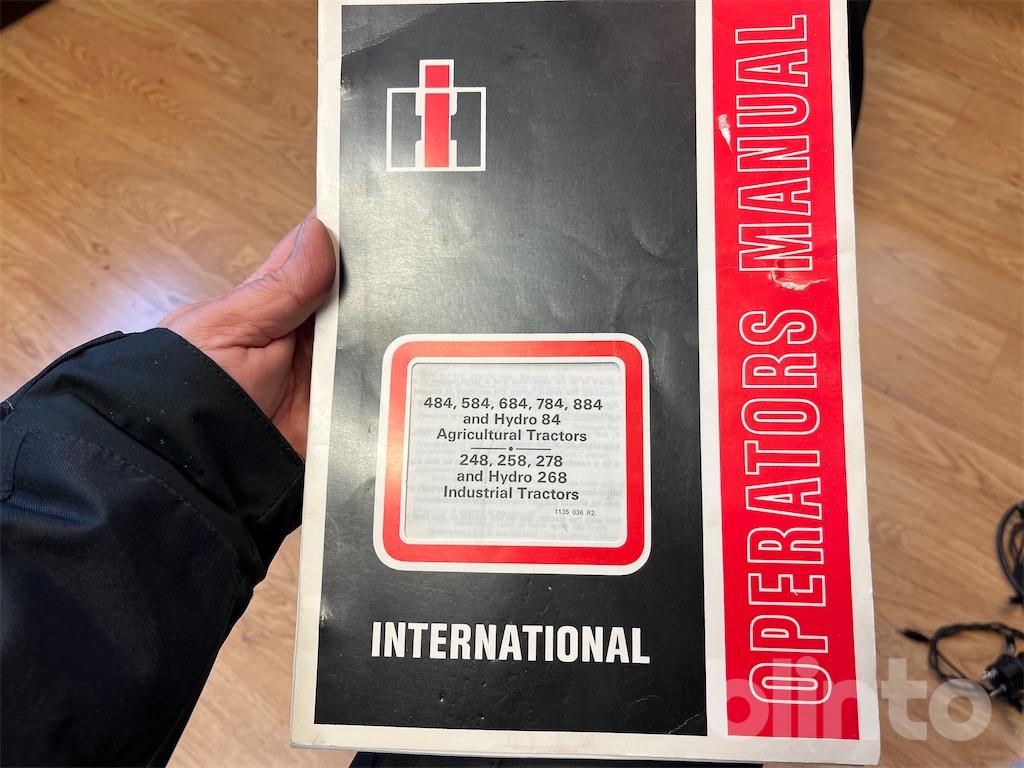 484, 584, 684, 784, 884
and Hydro 84
Agricultural Tractors
248, 258, 278
and Hydro 268
Industrial Tractors
1135 036 R2.
INTERNATIONAL
OPERATORS MANUAL
blinto